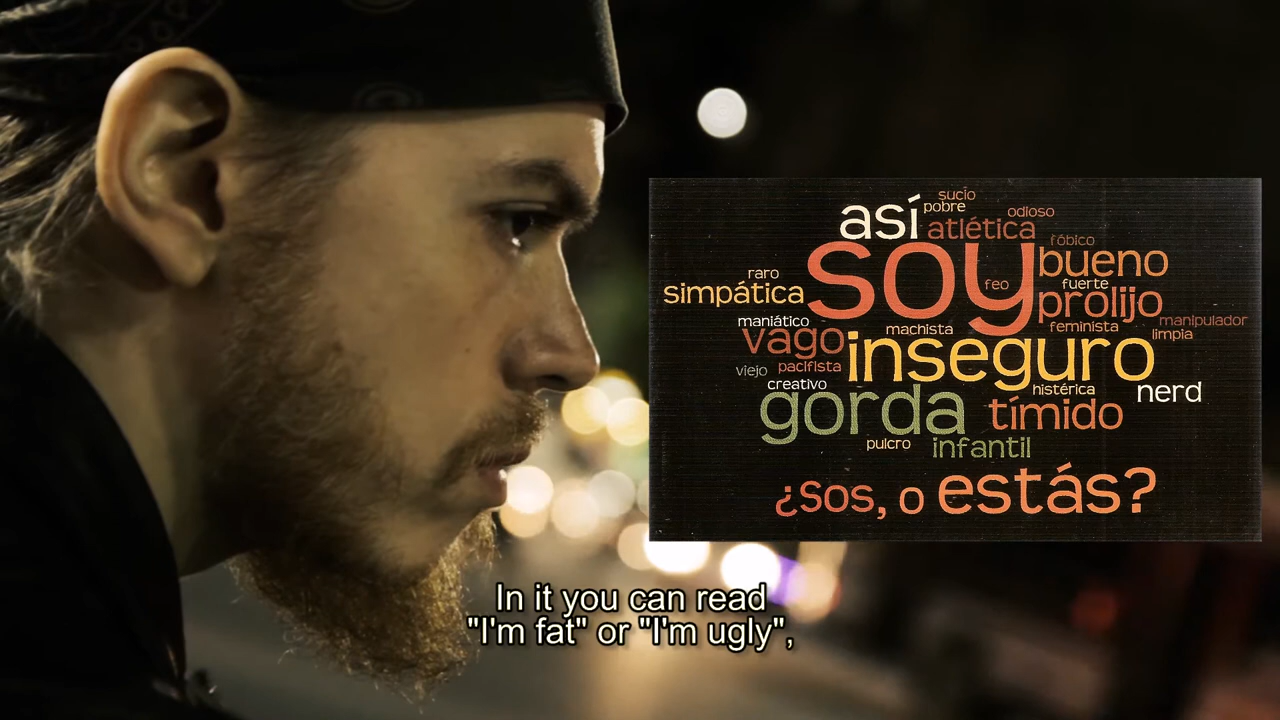 sucio
así pobre odioso
atlética
fóbico
soy bueno
raro
simpática feo fuerte
prolijo
maniático machista feminista manipulador
vago inseguro limpia
viejo pacifista
creativo histérica nerd
gorda tímido
pulcro infantil
¿sos, o estás?
In it you can read
"I'm fat" or "I'm ugly",